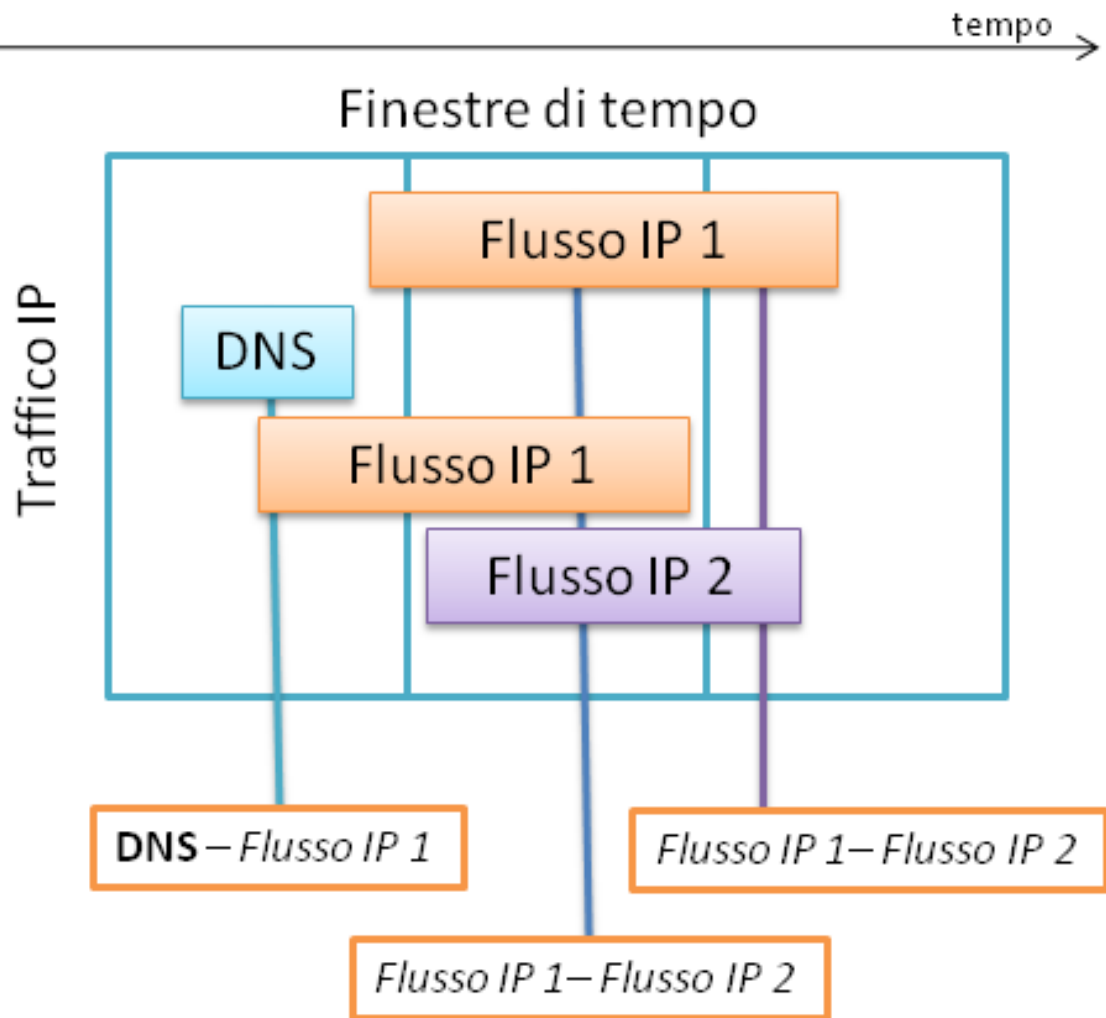 tempo
Finestre di tempo
Traffico IP
Flusso IP 1
DNS
Flusso IP 1
Flusso IP 2
DNS – Flusso IP 1
Flusso IP 1– Flusso IP 2
Flusso IP 1– Flusso IP 2